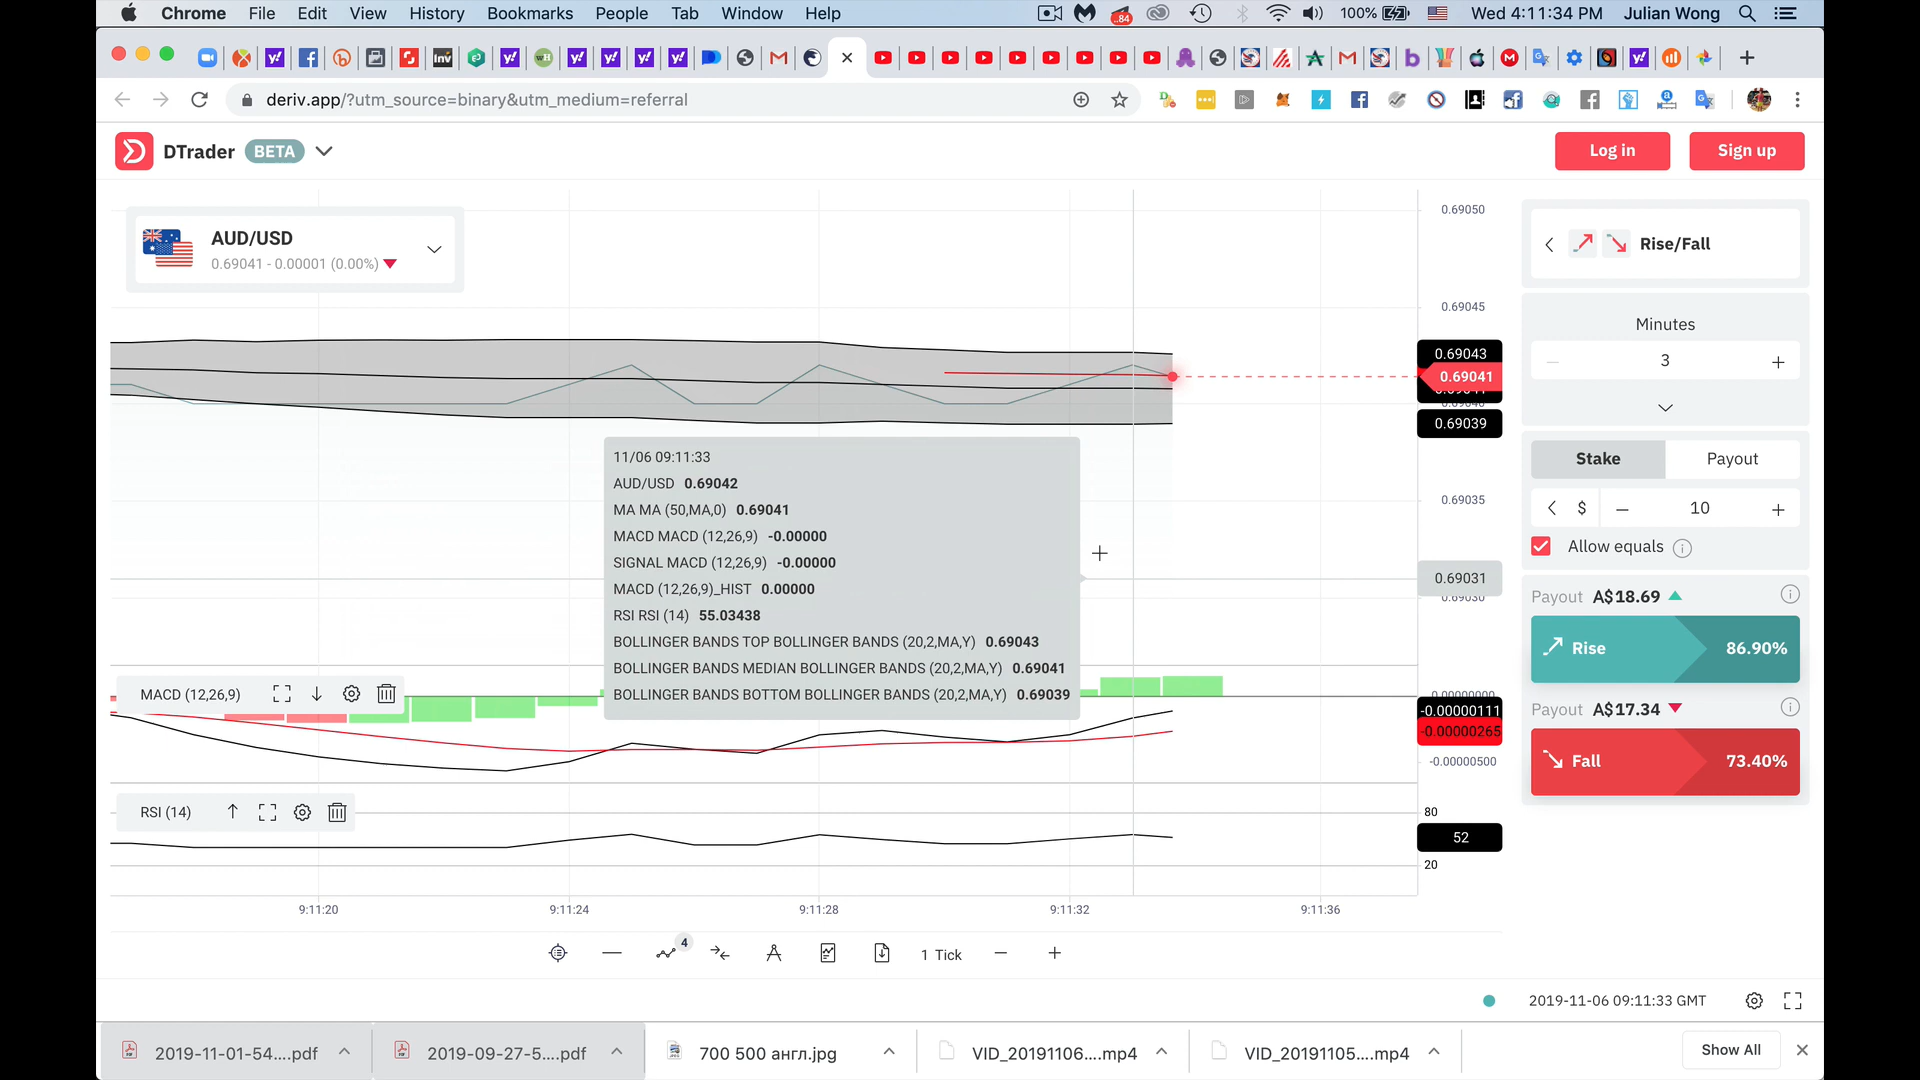 Chrome File Edit View History Bookmarks People Tab Window Help .84 100% Wed 4:11:34 PM Julian Wong
deriv.app/?utm_source=binary&utm_medium=referral
DTrader BETA
Log in
Sign up
AUD/USD
0.69041 - 0.00001 (0.00%)
0.69050
0.69045
0.69043
0.69041
0.69039
0.69035
0.69031
0.69030
11/06 09:11:33
AUD/USD 0.69042
MA MA (50,MA,0) 0.69041
MACD MACD (12,26,9) -0.00000
SIGNAL MACD (12,26,9) -0.00000
MACD (12,26,9)_HIST 0.00000
RSI RSI (14) 55.03438
BOLLINGER BANDS TOP BOLLINGER BANDS (20,2,MA,Y) 0.69043
BOLLINGER BANDS MEDIAN BOLLINGER BANDS (20,2,MA,Y) 0.69041
BOLLINGER BANDS BOTTOM BOLLINGER BANDS (20,2,MA,Y) 0.69039
MACD (12,26,9)
0.00000000
-0.00000111
-0.00000265
-0.00000500
RSI (14)
80
52
20
9:11:20 9:11:24 9:11:28 9:11:32 9:11:36
4
1 Tick
Rise/Fall
Minutes
3
Stake Payout
$ 10
Allow equals
Payout A$18.69
Rise 86.90%
Payout A$17.34
Fall 73.40%
2019-11-06 09:11:33 GMT
2019-11-01-54....pdf
2019-09-27-5....pdf
700 500 англ.jpg
VID_20191106....mp4
VID_20191105....mp4
Show All